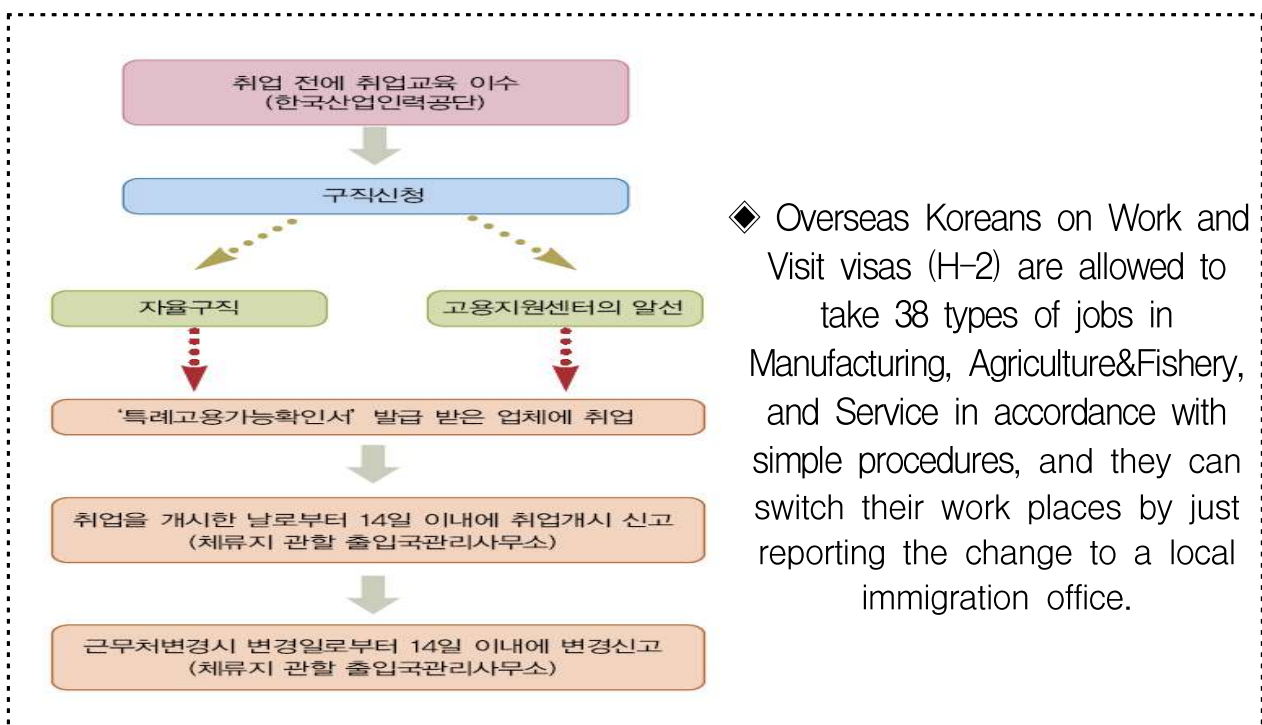 취업 전에 취업교육 이수
(한국산업인력공단)
구직신청
자율구직
고용지원센터의 알선
‘특례고용가능확인서’ 발급 받은 업체에 취업
취업을 개시한 날로부터 14일 이내에 취업개시 신고
(체류지 관할 출입국관리사무소)
근무처변경시 변경일로부터 14일 이내에 변경신고
(체류지 관할 출입국관리사무소)
◈ Overseas Koreans on Work and
Visit visas (H-2) are allowed to
take 38 types of jobs in
Manufacturing, Agriculture&Fishery,
and Service in accordance with
simple procedures, and they can
switch their work places by just
reporting the change to a local
immigration office.